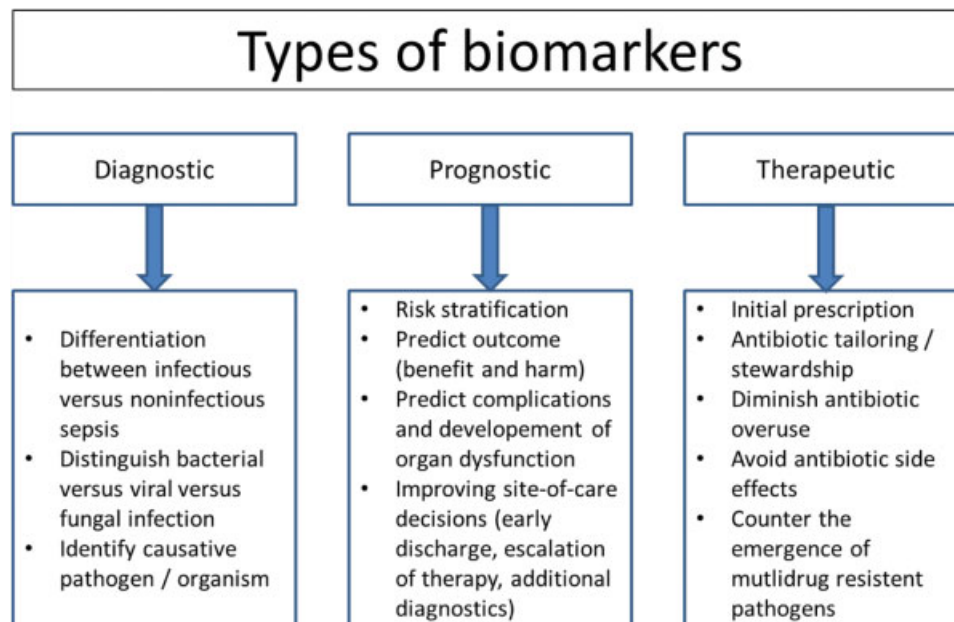 Types of biomarkers
Diagnostic
Prognostic
Therapeutic
• Differentiation
between infectious
versus noninfectious
sepsis
• Distinguish bacterial
versus viral versus
fungal infection
• Identify causative
pathogen / organism
• Risk stratification
• Predict outcome
(benefit and harm)
• Predict complications
and developement of
organ dysfunction
• Improving site-of-care
decisions (early
discharge, escalation
of therapy, additional
diagnostics)
• Initial prescription
• Antibiotic tailoring /
stewardship
• Diminish antibiotic
overuse
• Avoid antibiotic side
effects
• Counter the
emergence of
mutlidrug resistent
pathogens